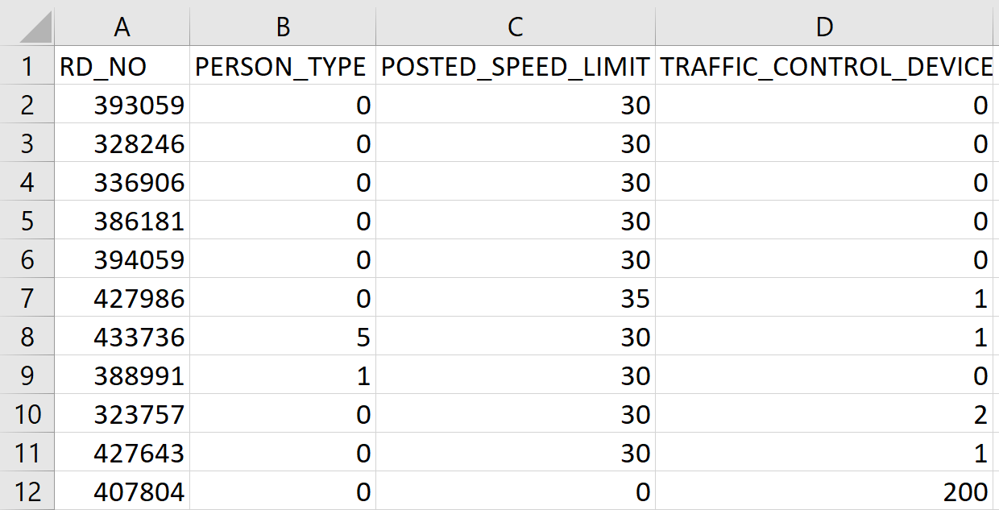 A B C D
1 RD_NO PERSON_TYPE POSTED_SPEED_LIMIT TRAFFIC_CONTROL_DEVICE
2 393059 0 30 0
3 328246 0 30 0
4 336906 0 30 0
5 386181 0 30 0
6 394059 0 30 0
7 427986 0 35 1
8 433736 5 30 1
9 388991 1 30 0
10 323757 0 30 2
11 427643 0 30 1
12 407804 0 0 200